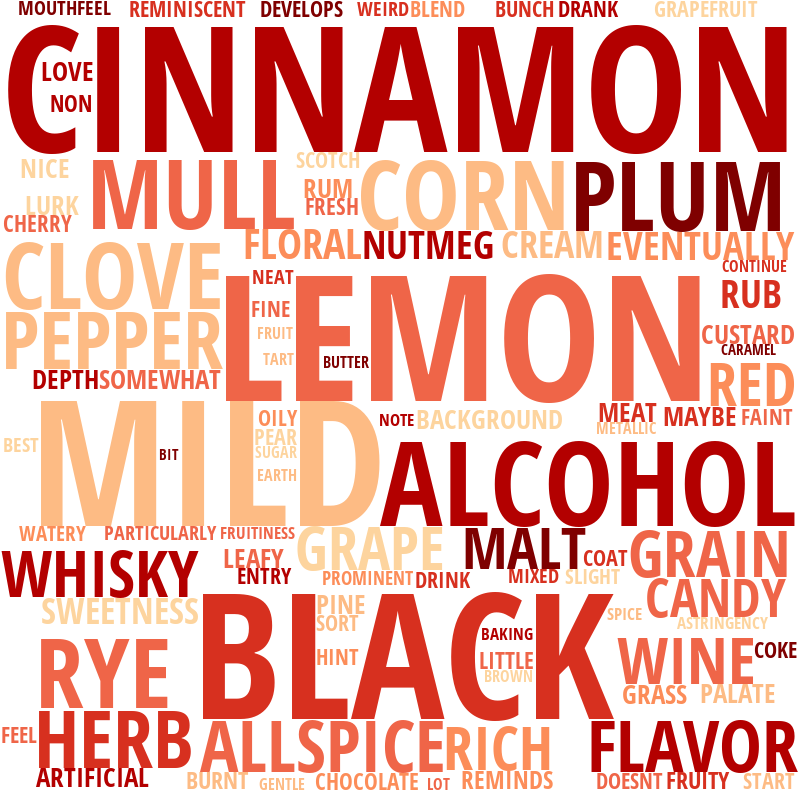 MOUTHFEEL REMINISCENT DEVELOPS WEIRD BLEND BUNCH DRANK GRAPEFRUIT
CINNAMON
LOVE
NON
NICE MULL SCOTCH CORN PLUM
RUM
LURK FRESH
CHERRY
FLORAL NUTMEG CREAM EVENTUALLY
CLOVE NEAT CONTINUE
LEMON
FINE RUB
PEPPER FRUIT CUSTARD
TART BUTTER CARAMEL
DEPTH SOMEWHAT RED
MILD
OILY NOTE BACKGROUND MEAT MAYBE FAINT
METALLIC
BEST PEAR
BIT SUGAR
EARTH
ALCOHOL
WATERY PARTICULARLY FRUITINESS GRAPE MALT GRAIN
WHISKY LEAFY COAT
ENTRY PROMINENT DRINK MIXED SLIGHT
CANDY
SWEETNESS PINE SPICE
SORT ASTRINGENCY
BLACK
BAKING
RYE HINT LITTLE WINE COKE
BROWN
GRASS PALATE
FEEL HERB ALLSPICE RICH FLAVOR
ARTIFICIAL BURNT GENTLE CHOCOLATE LOT REMINDS DOESNT FRUITY START